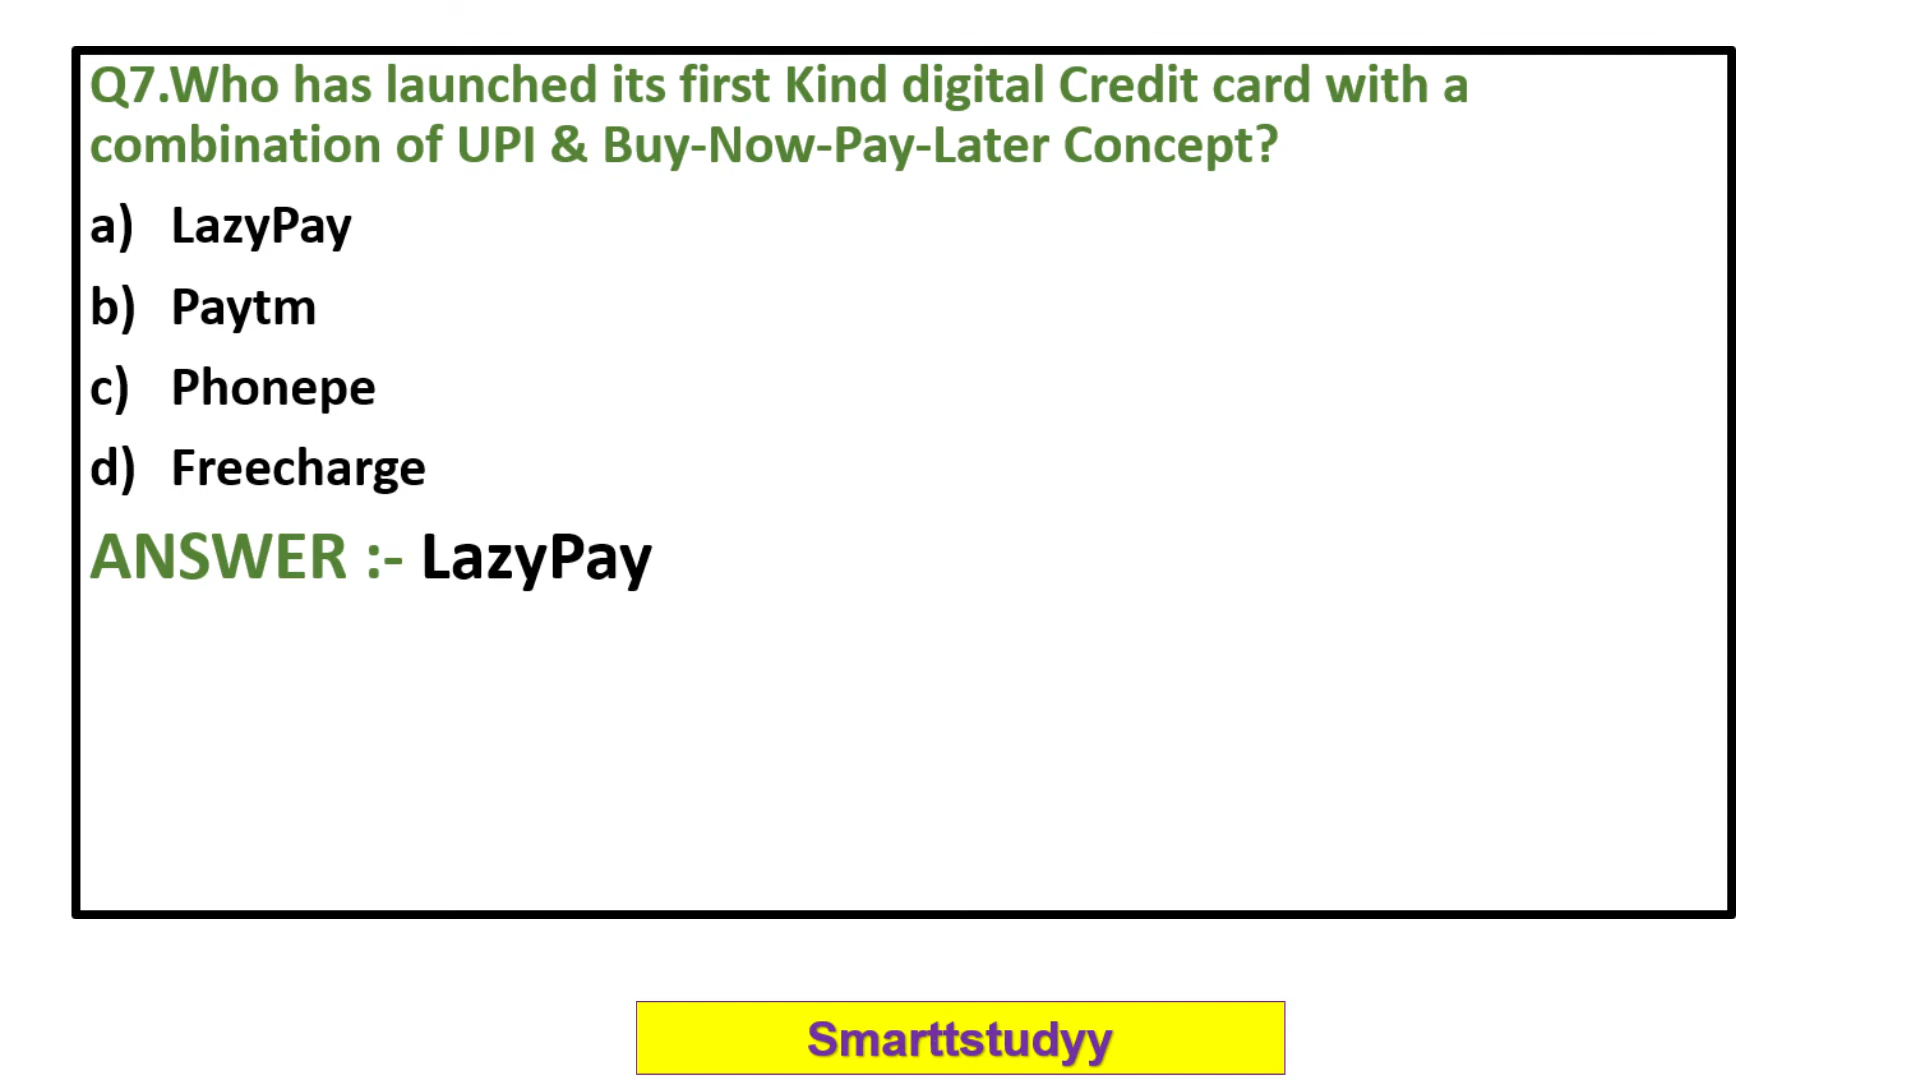 Q7.Who has launched its first Kind digital Credit card with a
combination of UPI & Buy-Now-Pay-Later Concept?
a) LazyPay
b) Paytm
c) Phonepe
d) Freecharge
ANSWER :- LazyPay
Smarttstudyy